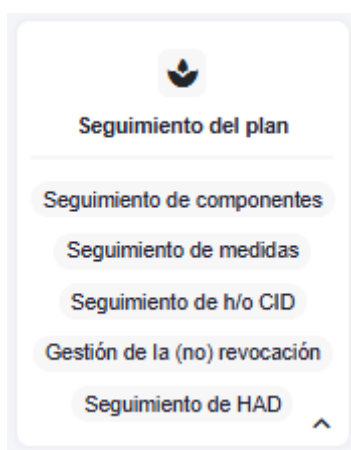 Seguimiento del plan
Seguimiento de componentes
Seguimiento de medidas
Seguimiento de h/o CID
Gestión de la (no) revocación
Seguimiento de HAD